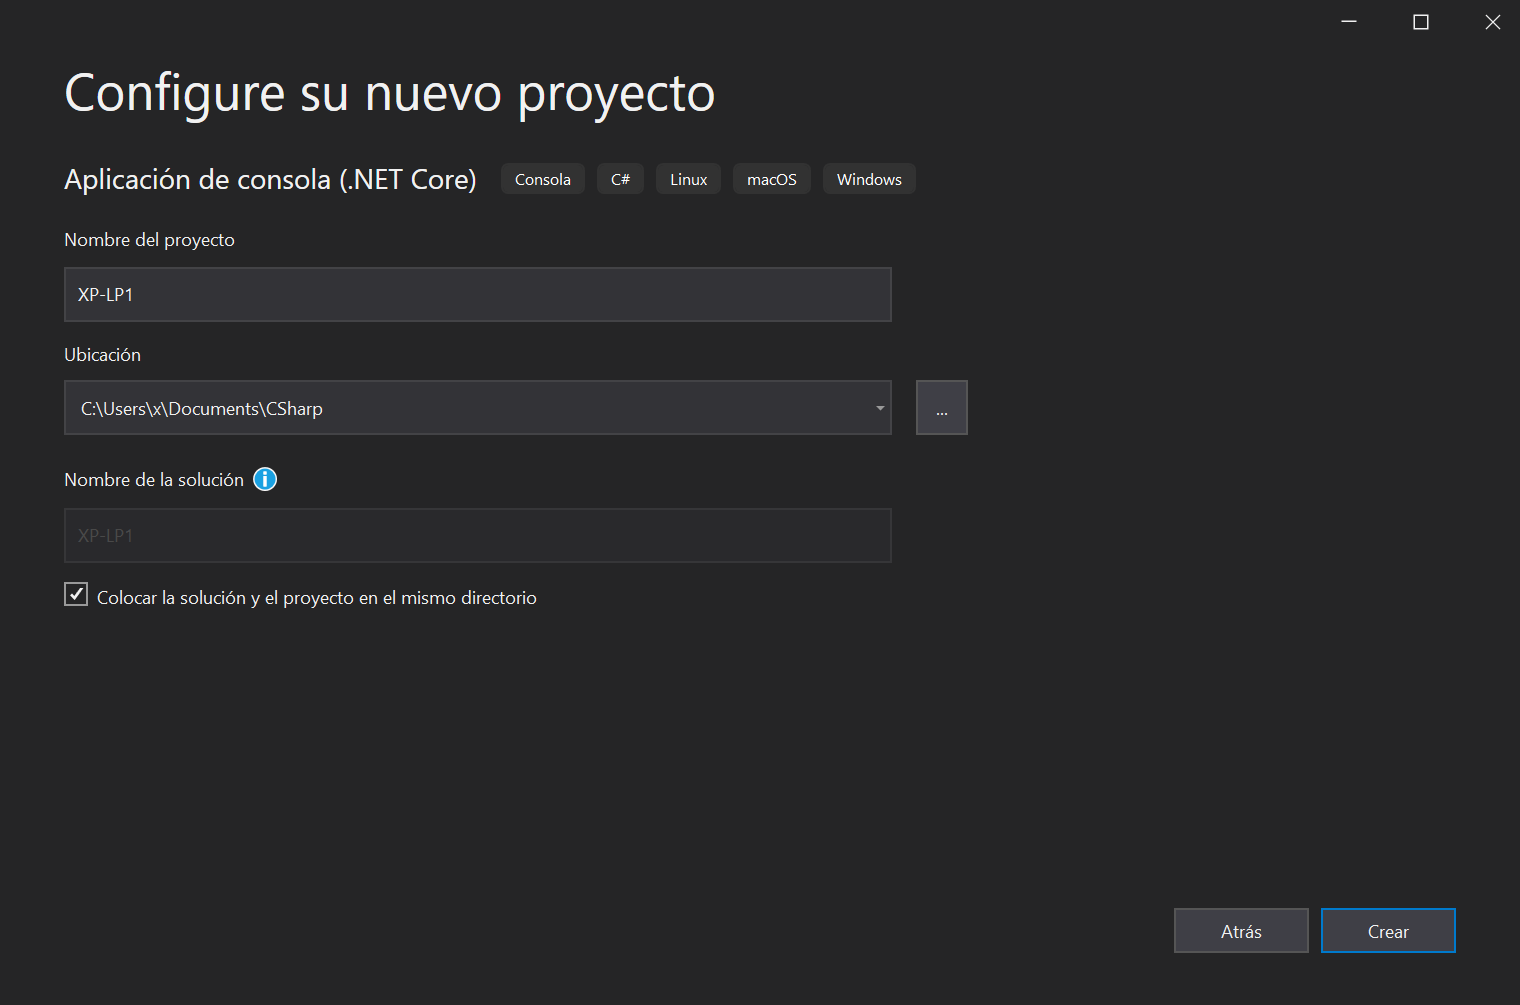 Configure su nuevo proyecto
Aplicación de consola (.NET Core) Consola C# Linux macOS Windows
Nombre del proyecto
XP-LP1
Ubicación
C:\Users\x\Documents\CSharp
...
Nombre de la solución
XP-LP1
Colocar la solución y el proyecto en el mismo directorio
Atrás Crear